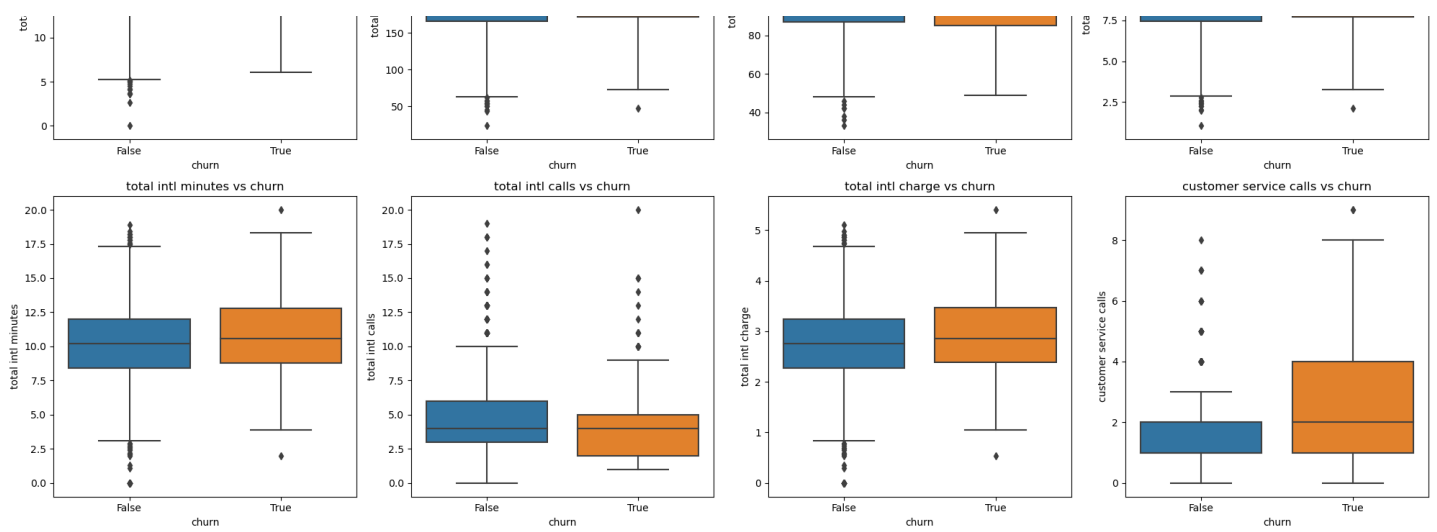 tot
10
5
0
False
True
churn
total
150
100
50
False
True
churn
tot
80
60
40
False
True
churn
tota
7.5
5.0
2.5
False
True
churn
total intl minutes vs churn
20.0
17.5
15.0
12.5
10.0
7.5
5.0
2.5
0.0
total intl minutes
False
True
churn
total intl calls vs churn
20.0
17.5
15.0
12.5
10.0
7.5
5.0
2.5
0.0
total intl calls
False
True
churn
total intl charge vs churn
5
4
3
2
1
0
total intl charge
False
True
churn
customer service calls vs churn
8
6
4
2
0
customer service calls
False
True
churn